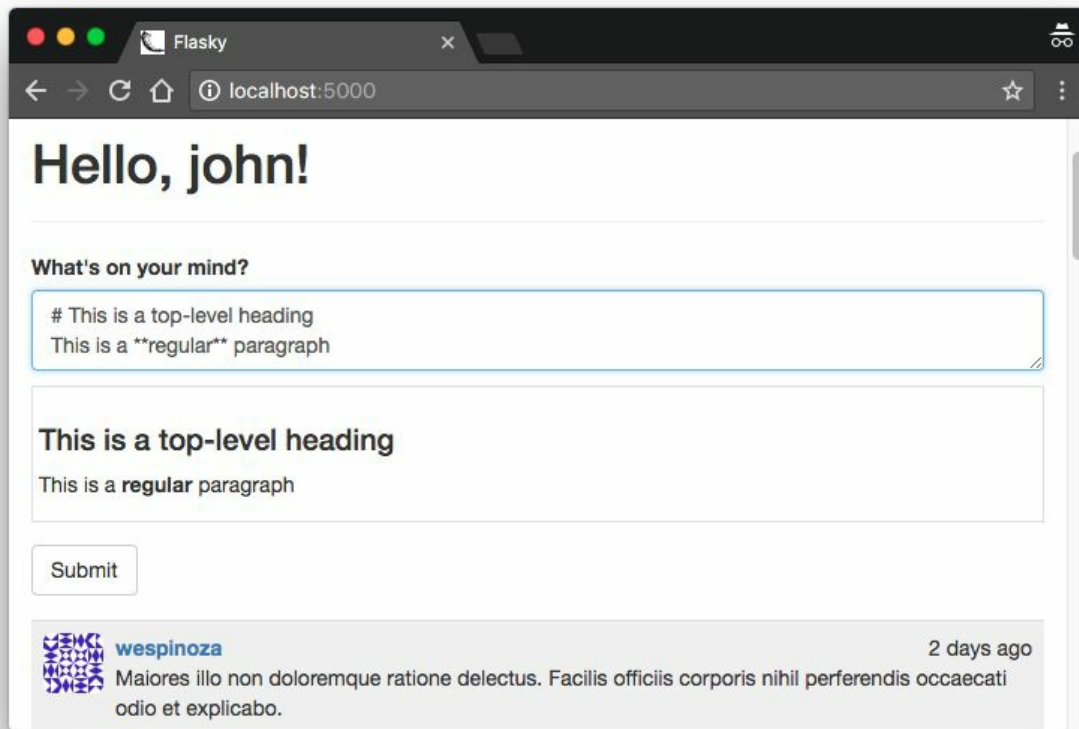 Flasky
localhost:5000
Hello, john!
What's on your mind?
# This is a top-level heading
This is a **regular** paragraph
This is a top-level heading
This is a regular paragraph
Submit
wespinoza 2 days ago
Maiores illo non doloremque ratione delectus. Facilis officiis corporis nihil perferendis occaecati
odio et explicabo.